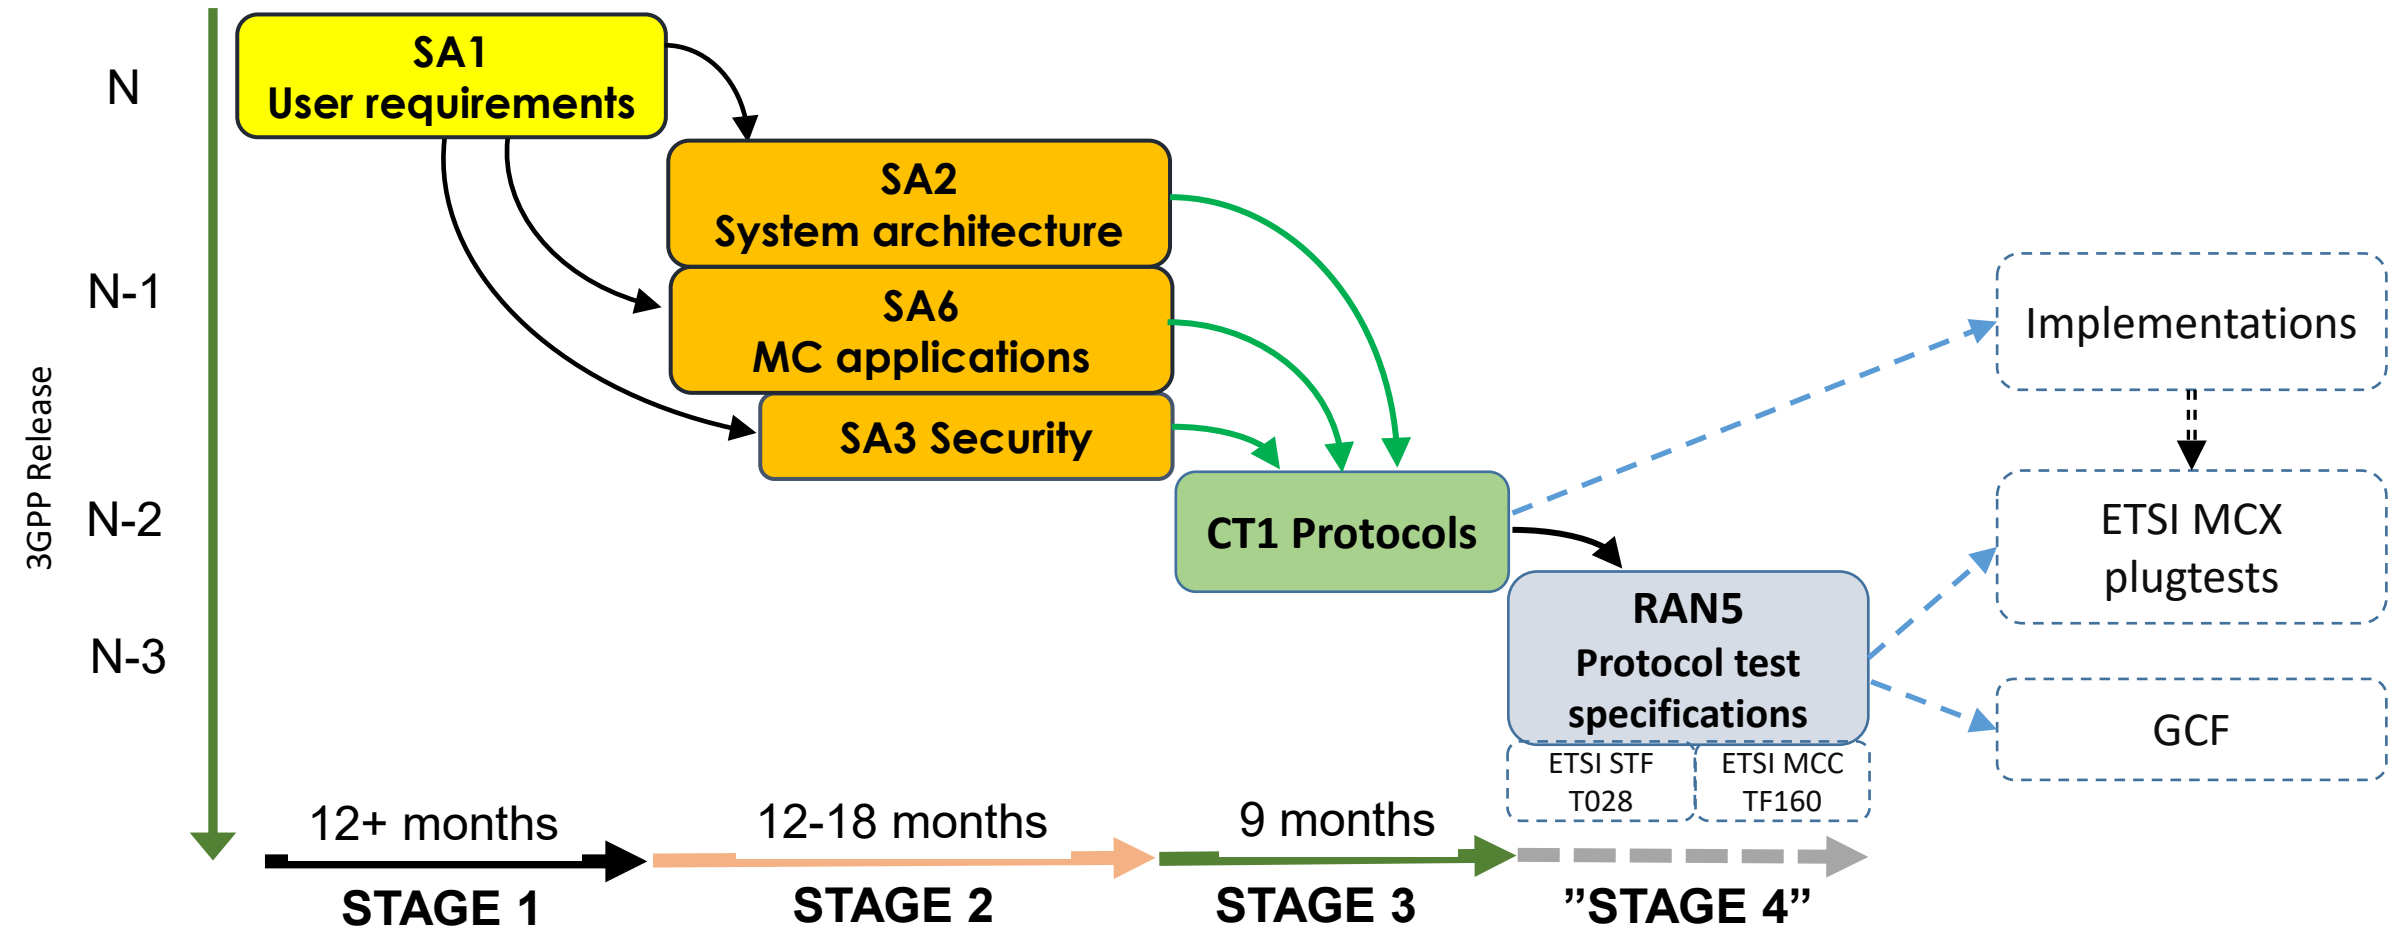 3GPP Release
N
N-1
N-2
N-3
SA1
User requirements
SA2
System architecture
SA6
MC applications
SA3 Security
CT1 Protocols
RAN5
Protocol test
specifications
ETSI STF
T028
ETSI MCC
TF160
Implementations
ETSI MCX
plugtests
GCF
12+ months
12-18 months
9 months
STAGE 1
STAGE 2
STAGE 3
”STAGE 4”